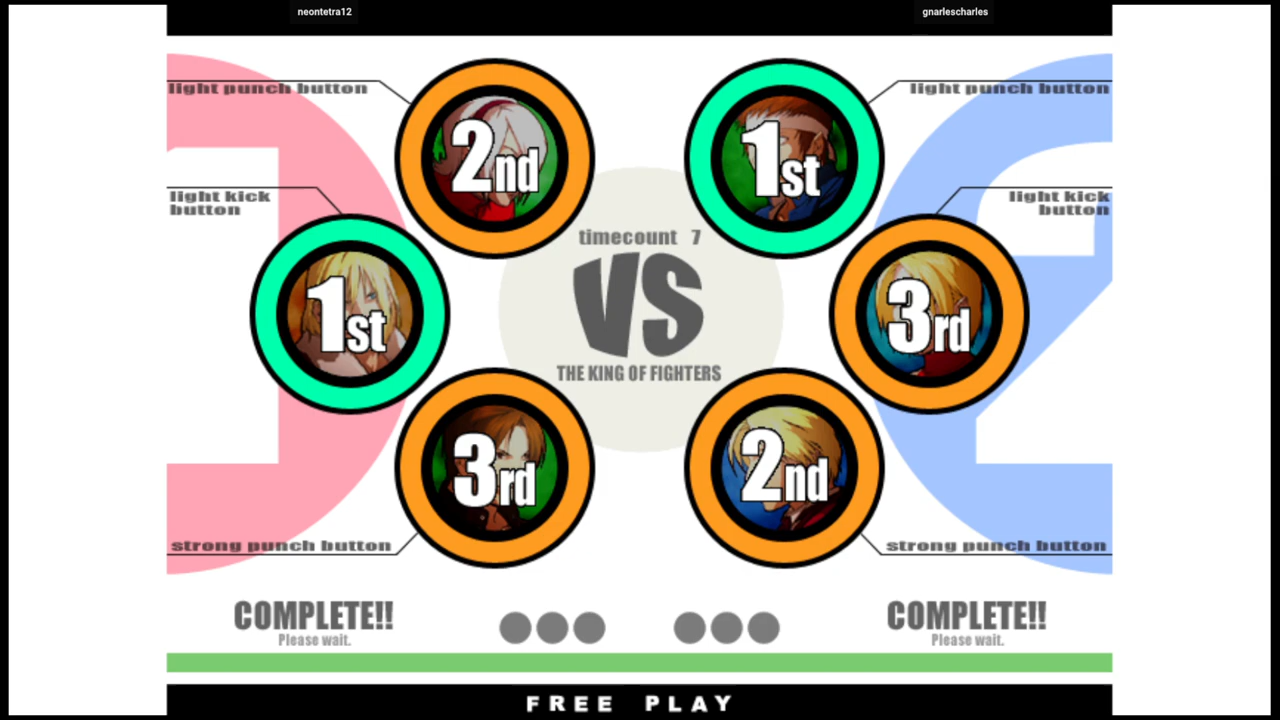 neontetra12
gnarlescharles
light punch button
2nd
1st
light punch button
light kick
button
light kick
button
timecount 7
VS
THE KING OF FIGHTERS
1st
3rd
3rd
2nd
strong punch button
strong punch button
COMPLETE!!
Please wait.
COMPLETE!!
Please wait.
FREE PLAY
1
2